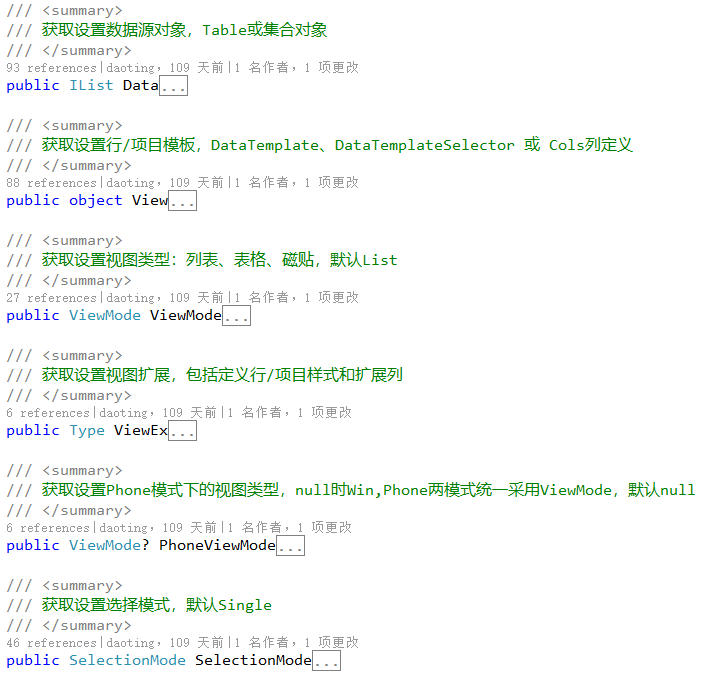 /// <summary>
/// 获取设置数据源对象，Table或集合对象
/// </summary>
93 references|daoting，109 天前|1 名作者，1 项更改
public IList Data...
/// <summary>
/// 获取设置行/项目模板，DataTemplate、DataTemplateSelector 或 Cols列定义
/// </summary>
88 references|daoting，109 天前|1 名作者，1 项更改
public object View...
/// <summary>
/// 获取设置视图类型：列表、表格、磁贴，默认List
/// </summary>
27 references|daoting，109 天前|1 名作者，1 项更改
public ViewMode ViewMode...
/// <summary>
/// 获取设置视图扩展，包括定义行/项目样式和扩展列
/// </summary>
6 references|daoting，109 天前|1 名作者，1 项更改
public Type ViewEx...
/// <summary>
/// 获取设置Phone模式下的视图类型，null时Win,Phone两模式统一采用ViewMode，默认null
/// </summary>
6 references|daoting，109 天前|1 名作者，1 项更改
public ViewMode? PhoneViewMode...
/// <summary>
/// 获取设置选择模式，默认Single
/// </summary>
46 references|daoting，109 天前|1 名作者，1 项更改
public SelectionMode SelectionMode...